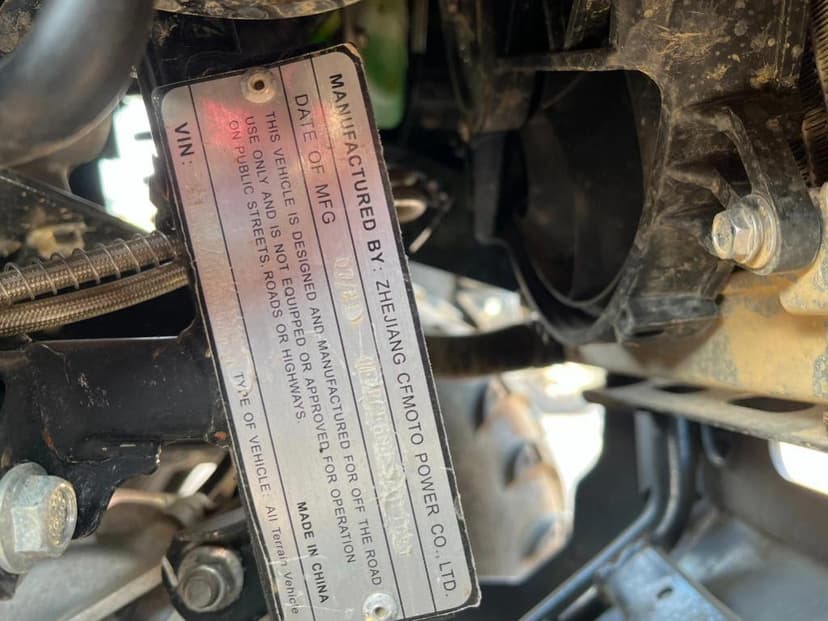 MANUFACTURED BY: ZHEJIANG CFMOTO POWER CO., LTD.
DATE OF MFG
THIS VEHICLE IS DESIGNED AND MANUFACTURED FOR OFF THE ROAD
USE ONLY AND IS NOT EQUIPPED OR APPROVED FOR OPERATION
ON PUBLIC STREETS, ROADS OR HIGHWAYS.
MADE IN CHINA
VIN:
TYPE OF VEHICLE: All Terrain Vehicle